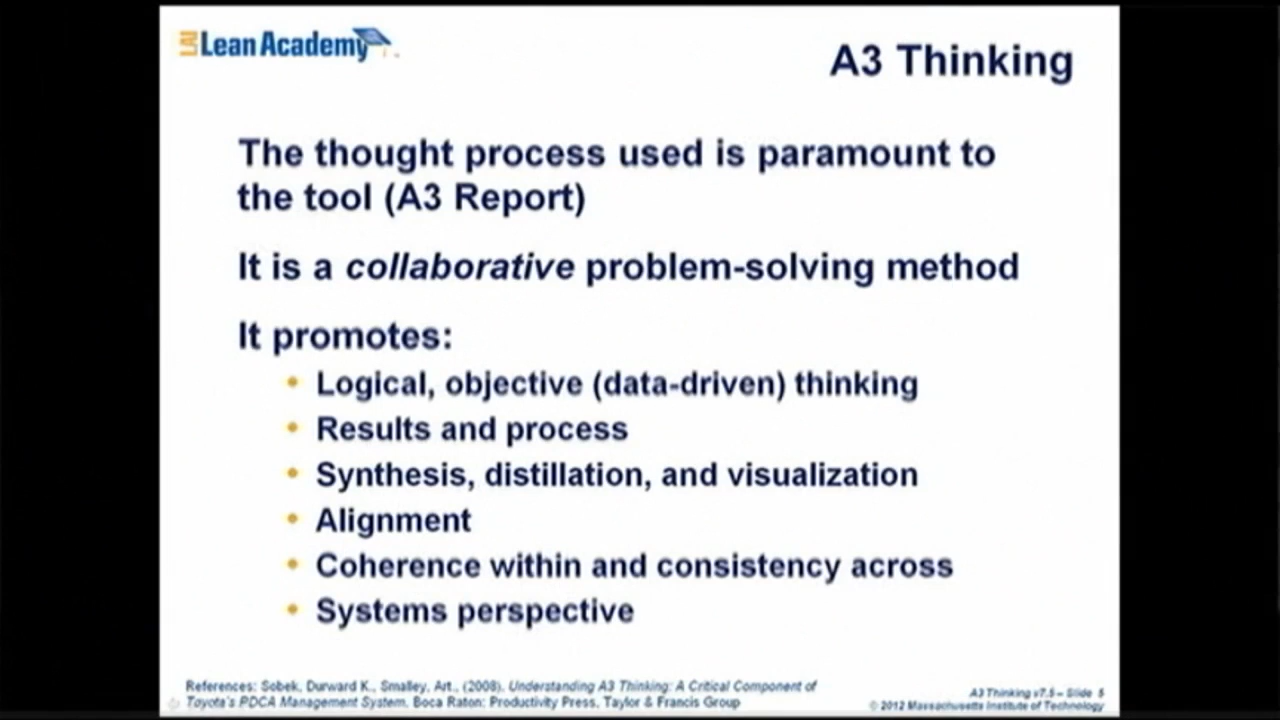 LAI Lean Academy
A3 Thinking
The thought process used is paramount to
the tool (A3 Report)
It is a collaborative problem-solving method
It promotes:
• Logical, objective (data-driven) thinking
• Results and process
• Synthesis, distillation, and visualization
• Alignment
• Coherence within and consistency across
• Systems perspective
References: Sobek, Durward K., Smalley, Art., (2008). Understanding A3 Thinking: A Critical Component of
Toyota's PDCA Management System. Boca Raton: Productivity Press, Taylor & Francis Group
A3 Thinking v7.5 – Slide 5
© 2012 Massachusetts Institute of Technology